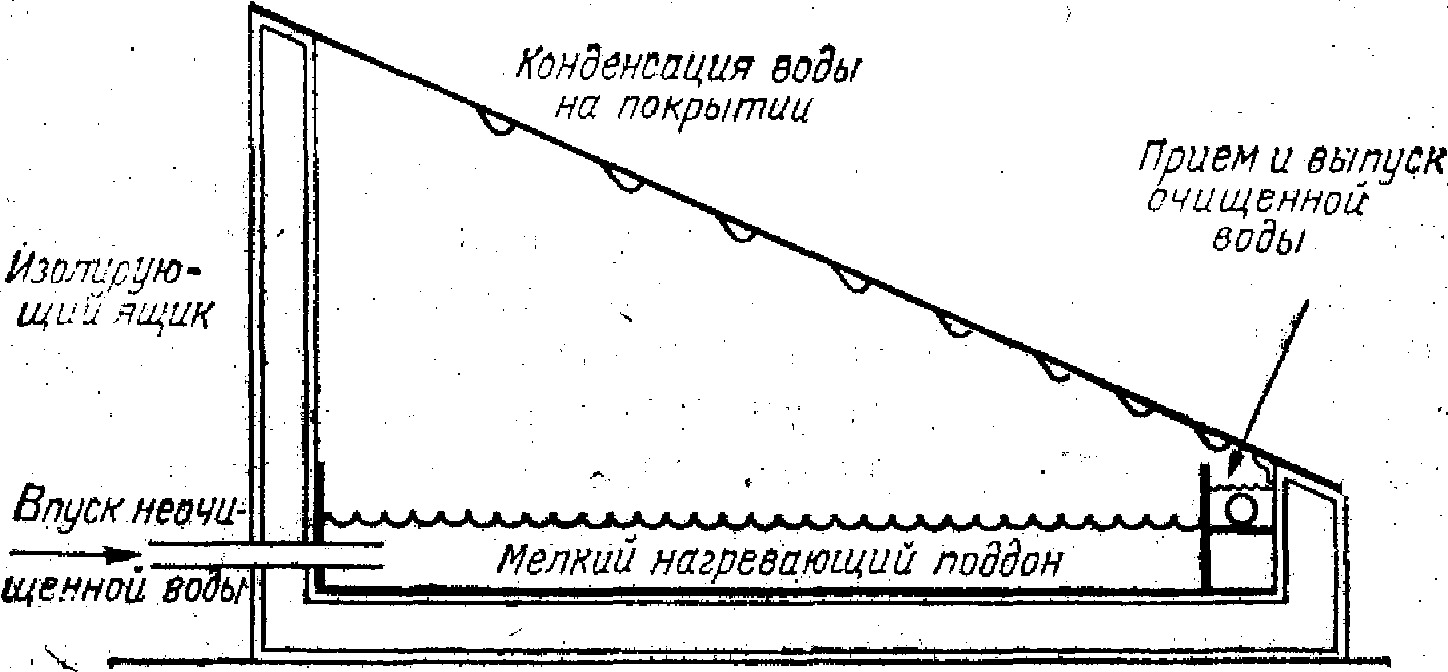 Конденсация воды
на покрытии
Прием и выпуск
очищенной
воды
Изолирую-
щий ящик
Впуск неочи-
щенной воды
Мелкий нагревающий поддон